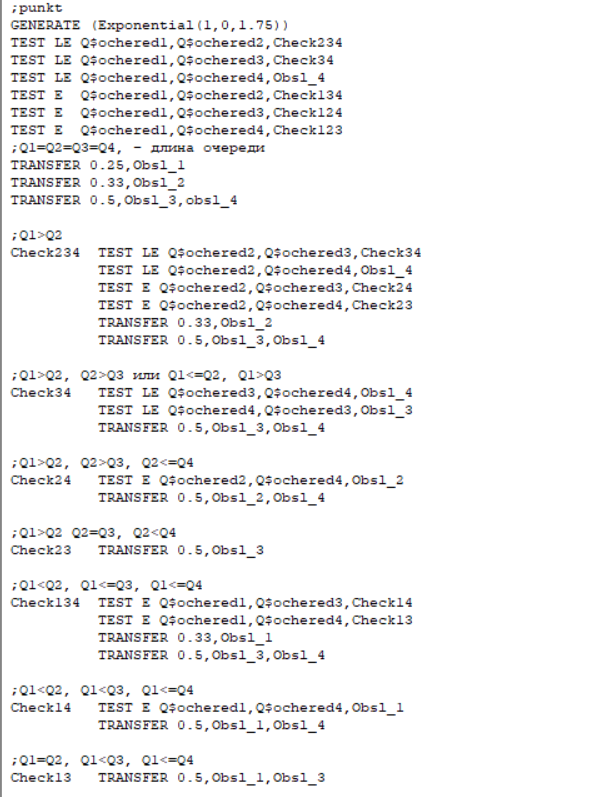 ;punkt
GENERATE (Exponential(1,0,1.75))
TEST LE Q$ochered1,Q$ochered2,Check234
TEST LE Q$ochered1,Q$ochered3,Check34
TEST LE Q$ochered1,Q$ochered4,Obsl_4
TEST E  Q$ochered1,Q$ochered2,Check134
TEST E  Q$ochered1,Q$ochered3,Check124
TEST E  Q$ochered1,Q$ochered4,Check123
;Q1=Q2=Q3=Q4, - длина очереди
TRANSFER 0.25,Obsl_1
TRANSFER 0.33,Obsl_2
TRANSFER 0.5,Obsl_3,obsl_4
;Q1>Q2
Check234  TEST LE Q$ochered2,Q$ochered3,Check34
TEST LE Q$ochered2,Q$ochered4,Obsl_4
TEST E Q$ochered2,Q$ochered3,Check24
TEST E Q$ochered2,Q$ochered4,Check23
TRANSFER 0.33,Obsl_2
TRANSFER 0.5,Obsl_3,Obsl_4
;Q1>Q2, Q2>Q3 или Q1<=Q2, Q1>Q3
Check34   TEST LE Q$ochered3,Q$ochered4,Obsl_4
TEST LE Q$ochered4,Q$ochered3,Obsl_3
TRANSFER 0.5,Obsl_3,Obsl_4
;Q1>Q2, Q2>Q3, Q2<=Q4
Check24   TEST E Q$ochered2,Q$ochered4,Obsl_2
TRANSFER 0.5,Obsl_2,Obsl_4
;Q1>Q2 Q2=Q3, Q2<Q4
Check23   TRANSFER 0.5,Obsl_3
;Q1<Q2, Q1<=Q3, Q1<=Q4
Check134  TEST E Q$ochered1,Q$ochered3,Check14
TEST E Q$ochered1,Q$ochered4,Check13
TRANSFER 0.33,Obsl_1
TRANSFER 0.5,Obsl_3,Obsl_4
;Q1<Q2, Q1<Q3, Q1<=Q4
Check14   TEST E Q$ochered1,Q$ochered4,Obsl_1
TRANSFER 0.5,Obsl_1,Obsl_4
;Q1=Q2, Q1<Q3, Q1<=Q4
Check13   TRANSFER 0.5,Obsl_1,Obsl_3